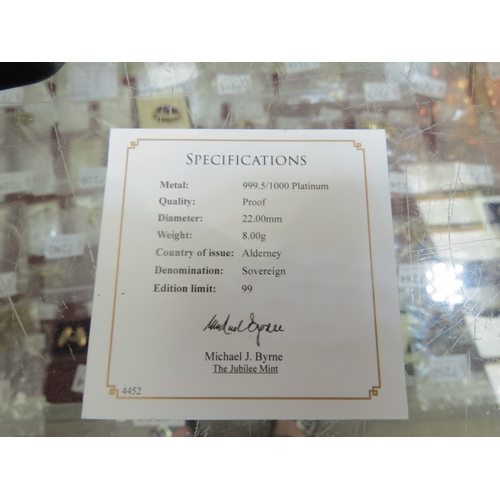 SPECIFICATIONS
Metal: 999.5/1000 Platinum
Quality: Proof
Diameter: 22.00mm
Weight: 8.00g
Country of issue: Alderney
Denomination: Sovereign
Edition limit: 99
Michael J. Byrne
The Jubilee Mint
4452